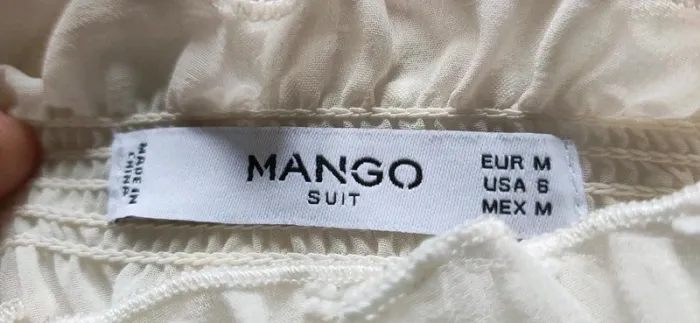 MADE IN
CHINA
MANGO
SUIT
EUR M
USA 6
MEX M